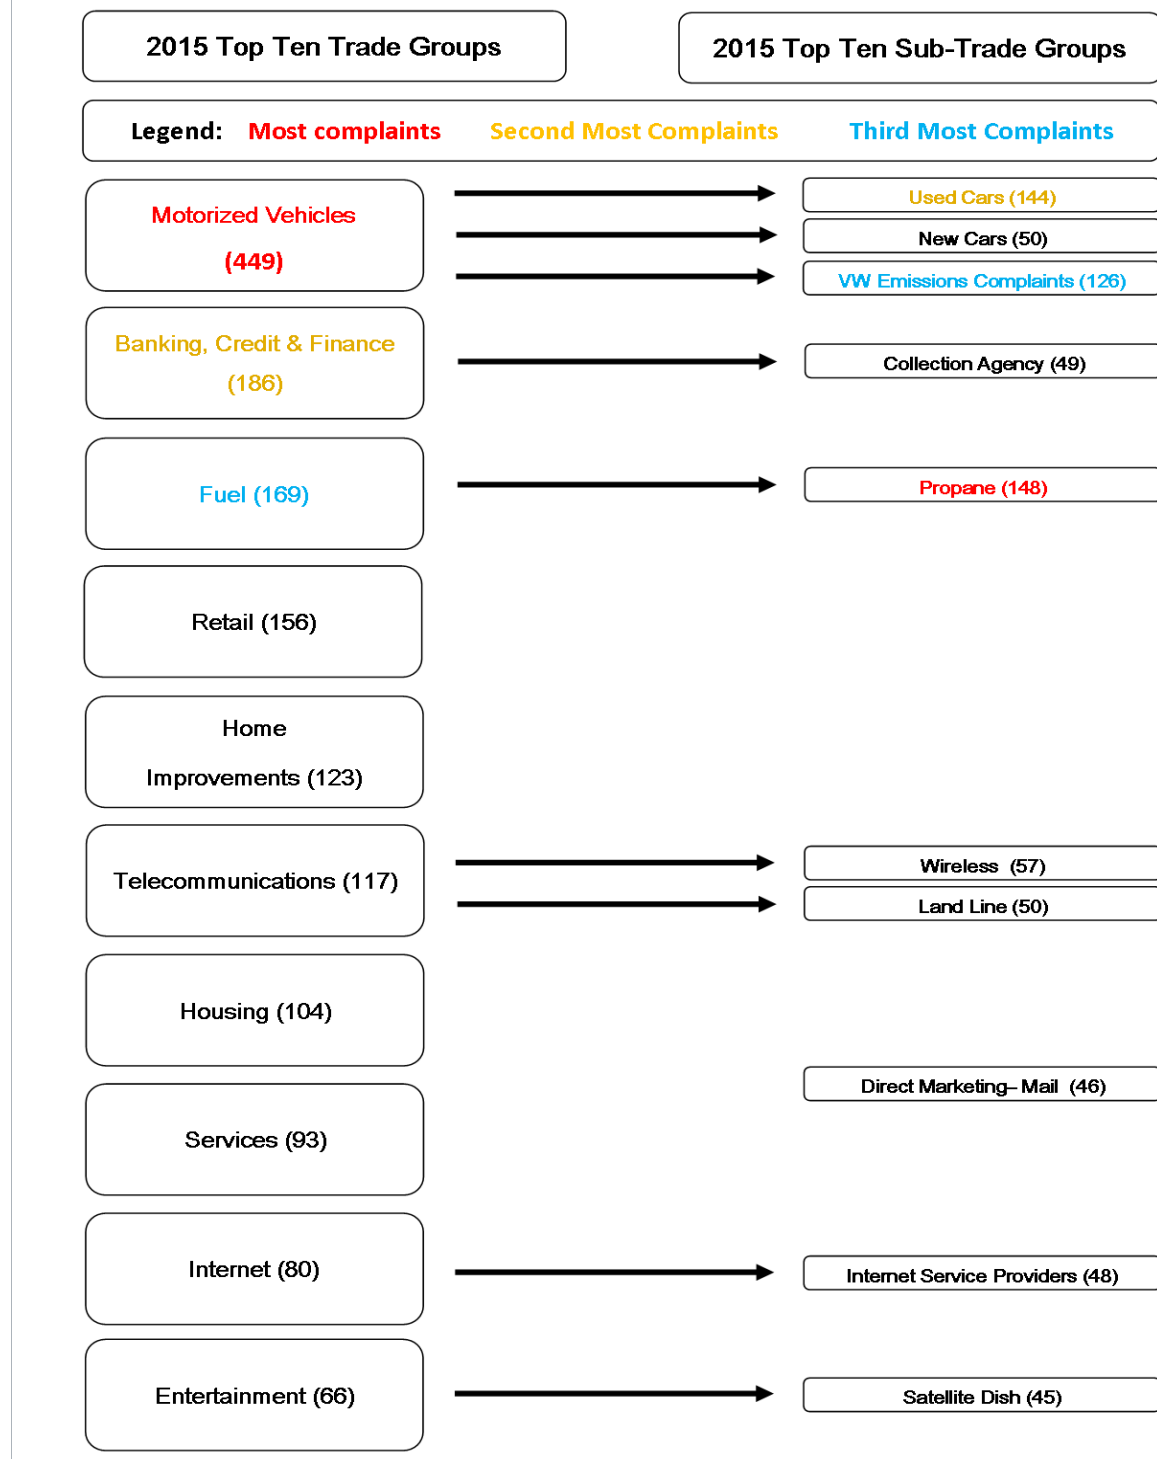 2015 Top Ten Trade Groups
2015 Top Ten Sub-Trade Groups
Legend: Most complaints Second Most Complaints Third Most Complaints
Motorized Vehicles
(449)
Used Cars (144)
New Cars (50)
VW Emissions Complaints (126)
Banking, Credit & Finance
(186)
Collection Agency (49)
Fuel (169)
Propane (148)
Retail (156)
Home
Improvements (123)
Telecommunications (117)
Wireless (57)
Land Line (50)
Housing (104)
Direct Marketing– Mail (46)
Services (93)
Internet (80)
Internet Service Providers (48)
Entertainment (66)
Satellite Dish (45)